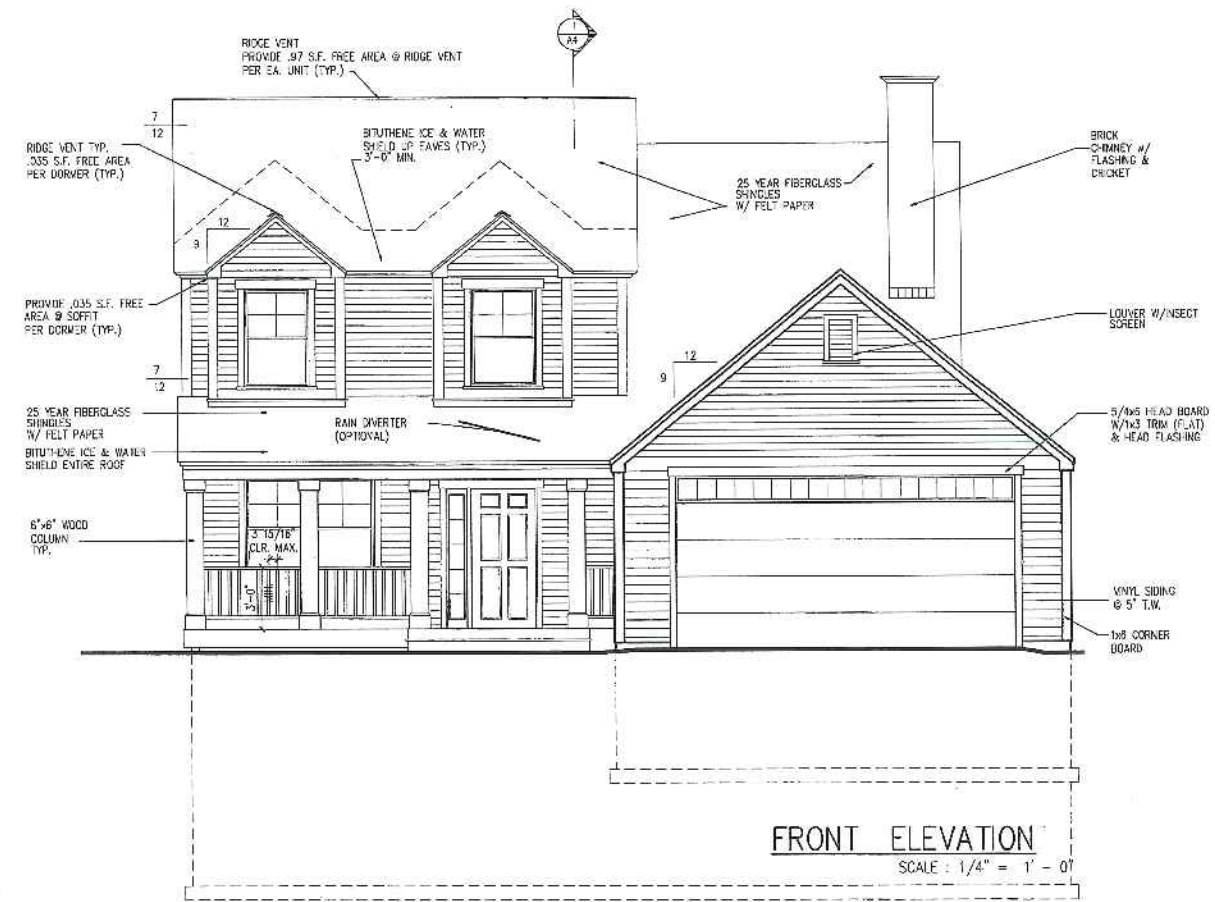 1
A4
RIDGE VENT
PROVIDE .97 S.F. FREE AREA @ RIDGE VENT
PER EA. UNIT (TYP.)
7
12
RIDGE VENT TYP.
.035 S.F. FREE AREA
PER DORMER (TYP.)
BITUTHENE ICE & WATER
SHIELD UP EAVES (TYP.)
3'-0" MIN.
25 YEAR FIBERGLASS
SHINGLES
W/ FELT PAPER
BRICK
CHIMNEY w/
FLASHING &
CRICKET
12
9
PROVIDE .035 S.F. FREE
AREA @ SOFFIT
PER DORMER (TYP.)
LOUVER W/INSECT
SCREEN
7
12
12
9
25 YEAR FIBERGLASS
SHINGLES
W/ FELT PAPER
BITUTHENE ICE & WATER
SHIELD ENTIRE ROOF
RAIN DIVERTER
(OPTIONAL)
5/4x6 HEAD BOARD
W/1x3 TRIM (FLAT)
& HEAD FLASHING
6"x6" WOOD
COLUMN
TYP.
3 15/16"
CLR. MAX.
3'-0"
VINYL SIDING
@ 5" T.W.
1x6 CORNER
BOARD
FRONT ELEVATION
SCALE : 1/4" = 1' - 0"